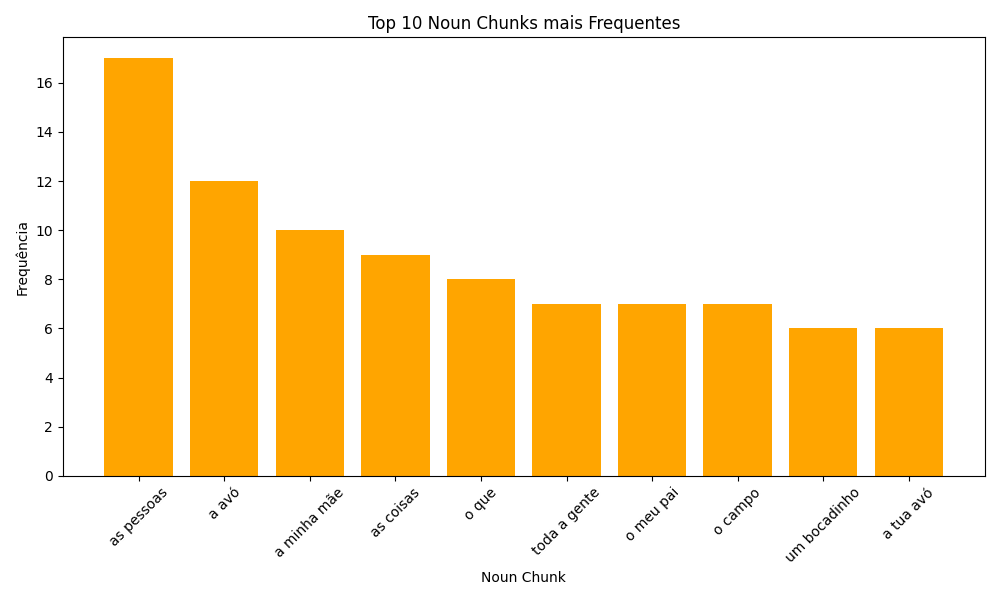 Top 10 Noun Chunks mais Frequentes
Frequência
16
14
12
10
8
6
4
2
0
as pessoas
a avó
a minha mãe
as coisas
o que
toda a gente
o meu pai
o campo
um bocadinho
a tua avó
Noun Chunk